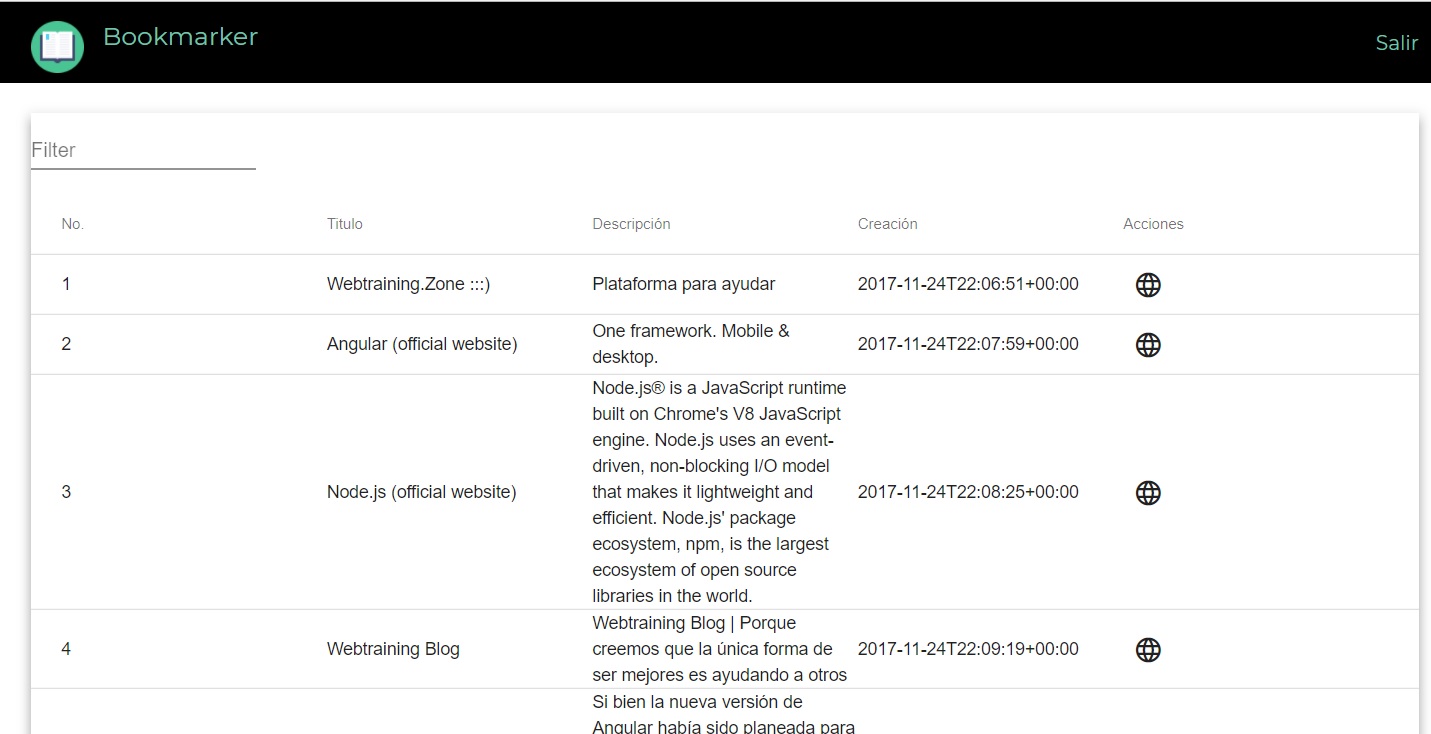 Bookmarker
Salir
Filter
No. Titulo Descripción Creación Acciones
1 Webtraining.Zone :::) Plataforma para ayudar 2017-11-24T22:06:51+00:00
One framework. Mobile &
2 Angular (official website) 2017-11-24T22:07:59+00:00
desktop.
Node.js® is a JavaScript runtime
built on Chrome's V8 JavaScript
engine. Node.js uses an event-
driven, non-blocking I/O model
3 Node.js (official website) that makes it lightweight and 2017-11-24T22:08:25+00:00
efficient. Node.js' package
ecosystem, npm, is the largest
ecosystem of open source
libraries in the world.
Webtraining Blog | Porque
4 Webtraining Blog creemos que la única forma de 2017-11-24T22:09:19+00:00
ser mejores es ayudando a otros
Si bien la nueva versión de
Angular había sido planeada para